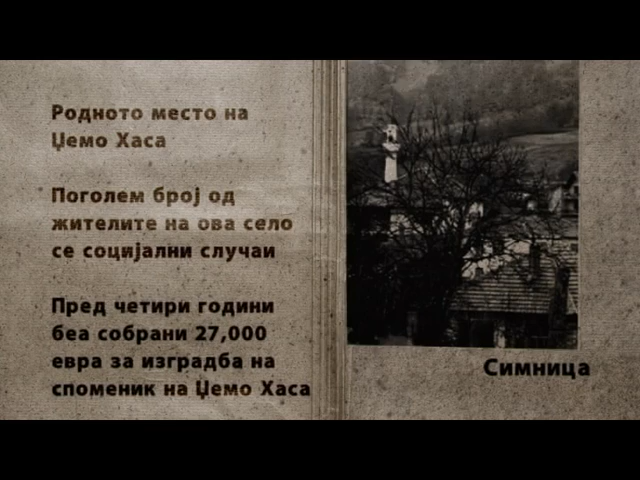 Родното место на
Џемо Хаса
Поголем број од
жителите на ова село
се социјални случаи
Пред четири години
беа собрани 27,000
евра за изградба на
споменик на Џемо Хаса
Симница